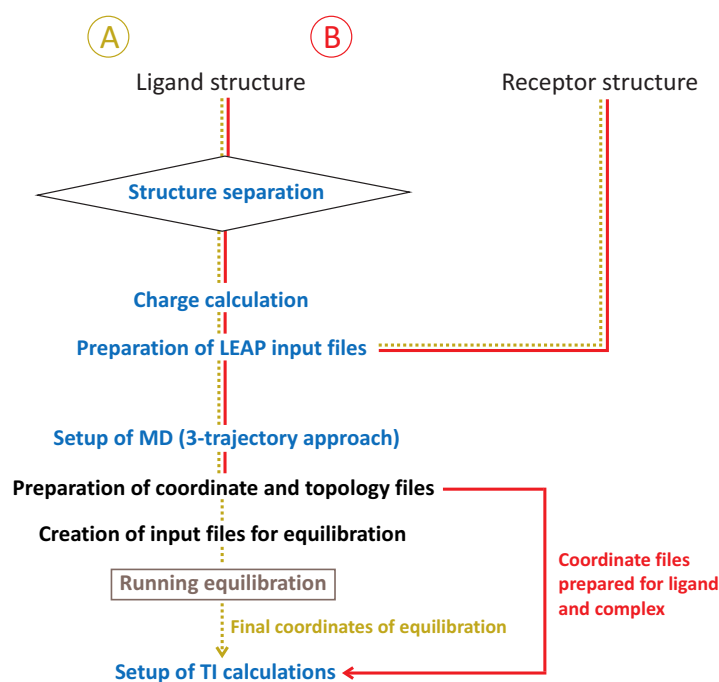 A
B
Ligand structure
Receptor structure
Structure separation
Charge calculation
Preparation of LEAP input files
Setup of MD (3-trajectory approach)
Preparation of coordinate and topology files
Creation of input files for equilibration
Running equilibration
Coordinate files
prepared for ligand
and complex
Final coordinates of equilibration
Setup of TI calculations